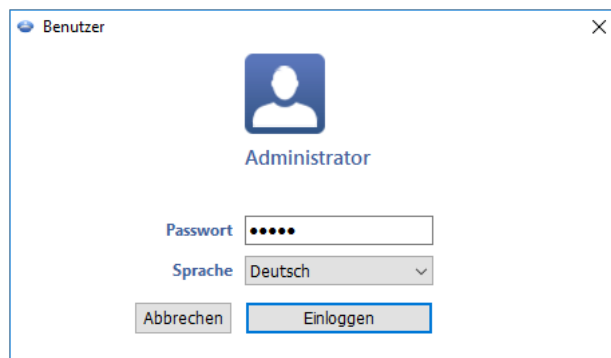 Benutzer
Administrator
Passwort •••••
Sprache Deutsch
Abbrechen Einloggen